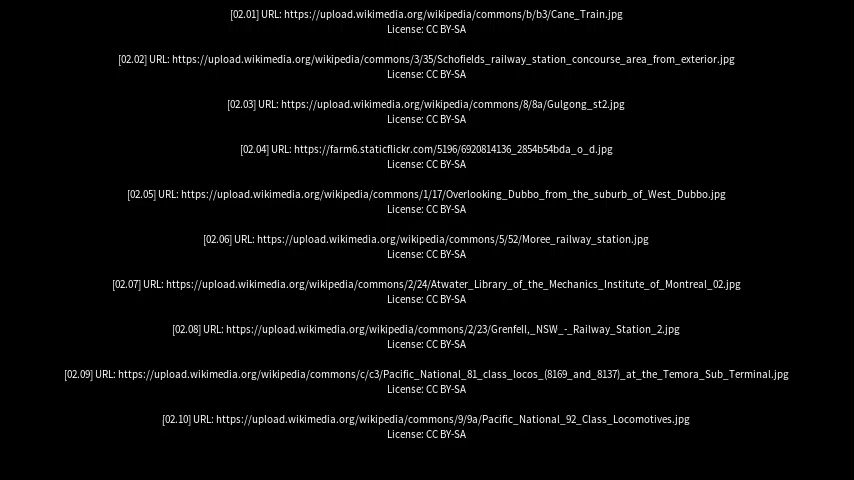 [02.01] URL: https://upload.wikimedia.org/wikipedia/commons/b/b3/Cane_Train.jpg
License: CC BY-SA
[02.02] URL: https://upload.wikimedia.org/wikipedia/commons/3/35/Schofields_railway_station_concourse_area_from_exterior.jpg
License: CC BY-SA
[02.03] URL: https://upload.wikimedia.org/wikipedia/commons/8/8a/Gulgong_st2.jpg
License: CC BY-SA
[02.04] URL: https://farm6.staticflickr.com/5196/6920814136_2854b54bda_o_d.jpg
License: CC BY-SA
[02.05] URL: https://upload.wikimedia.org/wikipedia/commons/1/17/Overlooking_Dubbo_from_the_suburb_of_West_Dubbo.jpg
License: CC BY-SA
[02.06] URL: https://upload.wikimedia.org/wikipedia/commons/5/52/Moree_railway_station.jpg
License: CC BY-SA
[02.07] URL: https://upload.wikimedia.org/wikipedia/commons/2/24/Atwater_Library_of_the_Mechanics_Institute_of_Montreal_02.jpg
License: CC BY-SA
[02.08] URL: https://upload.wikimedia.org/wikipedia/commons/2/23/Grenfell,_NSW_-_Railway_Station_2.jpg
License: CC BY-SA
[02.09] URL: https://upload.wikimedia.org/wikipedia/commons/c/c3/Pacific_National_81_class_locos_(8169_and_8137)_at_the_Temora_Sub_Terminal.jpg
License: CC BY-SA
[02.10] URL: https://upload.wikimedia.org/wikipedia/commons/9/9a/Pacific_National_92_Class_Locomotives.jpg
License: CC BY-SA